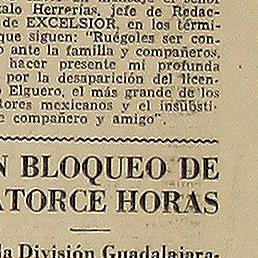 alo Herrerías, jefe de Redac-
de EXCELSIOR, en los térmi-
que siguen: "Ruégoles ser con-
o ante la familia y compañeros,
hacer presente mi profunda
por la desaparición del licen-
Elguero, el más grande de los
tores mexicanos y el insusti-
e compañero y amigo".
N BLOQUEO DE
ATORCE HORAS
la División Guadalajara-